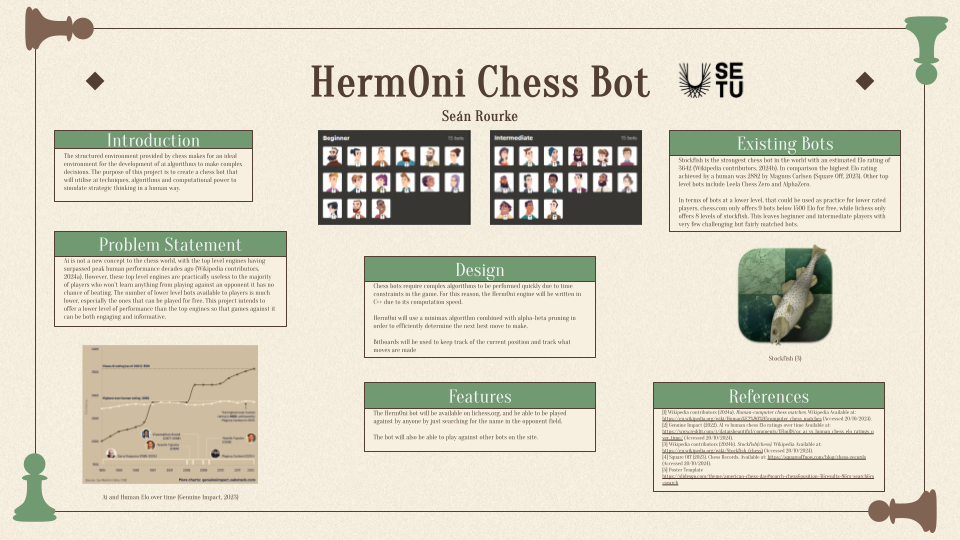 HermOni Chess Bot
SE
TU
Seán Rourke
Introduction
The structured environment provided by chess makes for an ideal
environment for the development of ai algorithms to make complex
decisions. The purpose of this project is to create a chess bot that
will utilise ai techniques, algorithms and computational power to
simulate strategic thinking in a human way.
Problem Statement
Ai is not a new concept to the chess world, with the top level engines having
surpassed peak human performance decades ago (Wikipedia contributors,
2024a). However, these top level engines are practically useless to the majority
of players who won't learn anything from playing against an opponent it has no
chance of beating. The number of lower level bots available to players is much
lower, especially the ones that can be played for free. This project intends to
offer a lower level of performance than the top engines so that games against it
can be both engaging and informative.
Ai and Human Elo over time (Genuine Impact, 2023)
Beginner
Intermediate
Design
Chess bots require complex algorithms to be performed quickly due to time
constraints in the game. For this reason, the HermOni engine will be written in
C++ due to its computation speed.
HermOni will use a minimax algorithm combined with alpha-beta pruning in
order to efficiently determine the next best move to make.
Bitboards will be used to keep track of the current position and track what
moves are made
Features
The HermOni bot will be available on lichess.org, and be able to be played
against by anyone by just searching for the name in the opponent field.
The bot will also be able to play against other bots on the site.
Existing Bots
Stockfish is the strongest chess bot in the world with an estimated Elo rating of
3642 (Wikipedia contributors, 2024b). In comparison the highest Elo rating
achieved by a human was 2882 by Magnus Carlsen (Square Off, 2023). Other top
level bots include Leela Chess Zero and AlphaZero.
In terms of bots at a lower level, that could be used as practice for lower rated
players, chess.com only offers 9 bots below 1500 Elo for free, while lichess only
offers 8 levels of stockfish. This leaves beginner and intermediate players with
very few challenging but fairly matched bots.
Stockfish (3)
References
[1] Wikipedia contributors (2024a). Human-computer chess matches. Wikipedia Available at:
(Accessed 20/10/2024).
[2] Genuine Impact (2023). AI vs human chess elo ratings over time Available at:
(Accessed 20/10/2024).
[3] Wikipedia contributors (2024b). Stockfish(chess) Wikipedia Available at:
https://en.wikipedia.org/wiki/Stockfish_(chess) (Accessed 20/10/2024).
[4] Square Off (2023). Chess Records. Available at: https://squareoffnow.com/blog/chess-records
(Accessed 20/10/2024).
[5] Poster Template